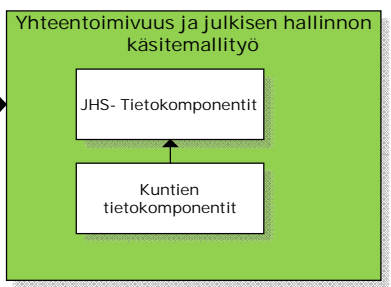 Yhteentoimivuus ja julkisen hallinnon
käsitemallityö
JHS- Tietokomponentit
Kuntien
tietokomponentit